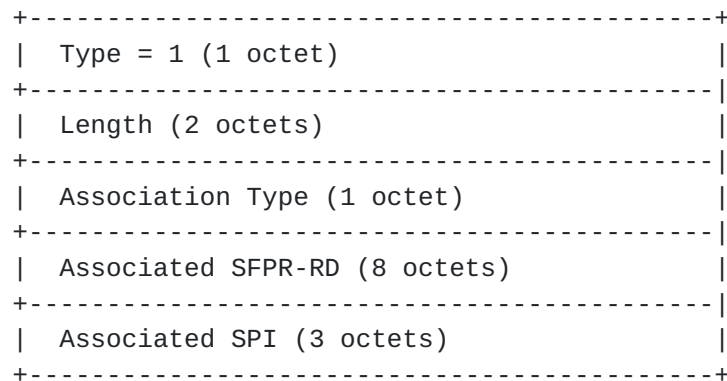 Type = 1 (1 octet)
Length (2 octets)
Association Type (1 octet)
Associated SFPR-RD (8 octets)
Associated SPI (3 octets)